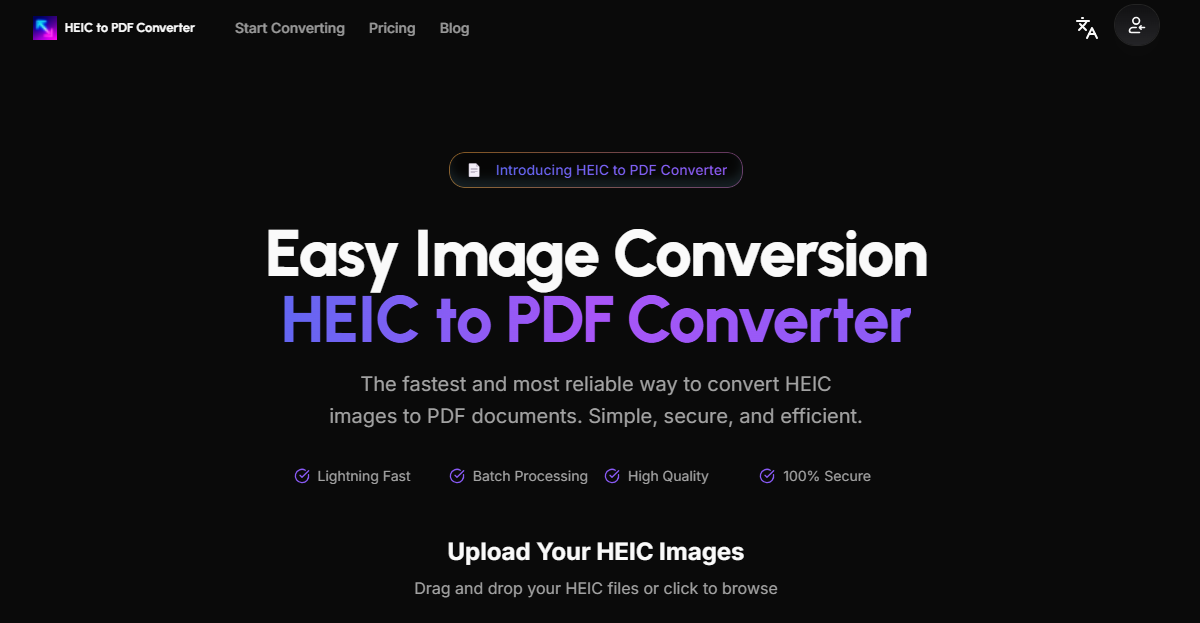 HEIC to PDF Converter
Start Converting
Pricing
Blog
Introducing HEIC to PDF Converter
Easy Image Conversion
HEIC to PDF Converter
The fastest and most reliable way to convert HEIC
images to PDF documents. Simple, secure, and efficient.
Lightning Fast
Batch Processing
High Quality
100% Secure
Upload Your HEIC Images
Drag and drop your HEIC files or click to browse